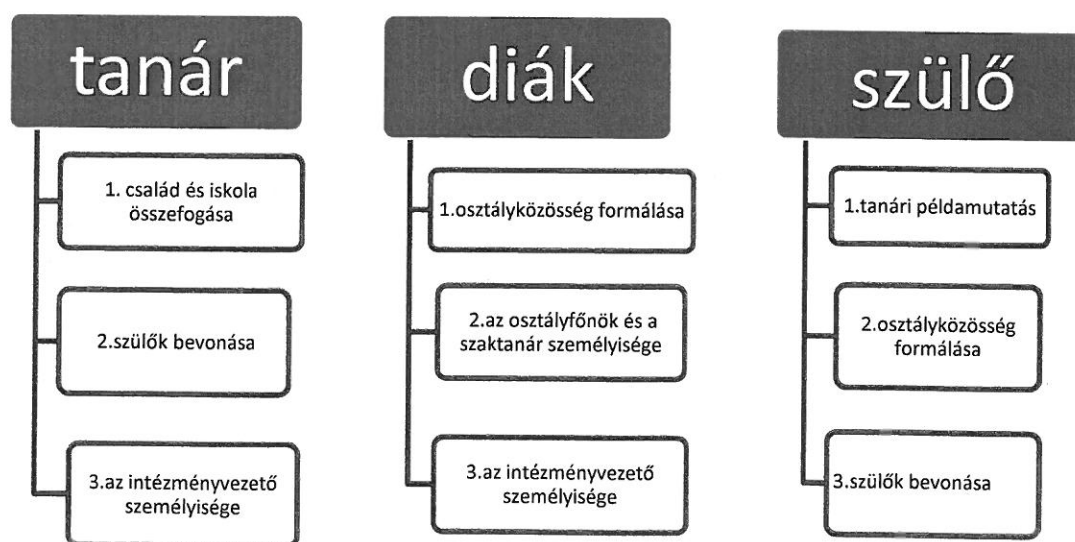 tanár
1. család és iskola
összefogása
2.szülők bevonása
3.az intézményvezető
személyisége
diák
1.osztályközösség formálása
2.az osztályfőnök és a
szaktanár személyisége
3.az intézményvezető
személyisége
szülő
1.tanári példamutatás
2.osztályközösség
formálása
3.szülők bevonása